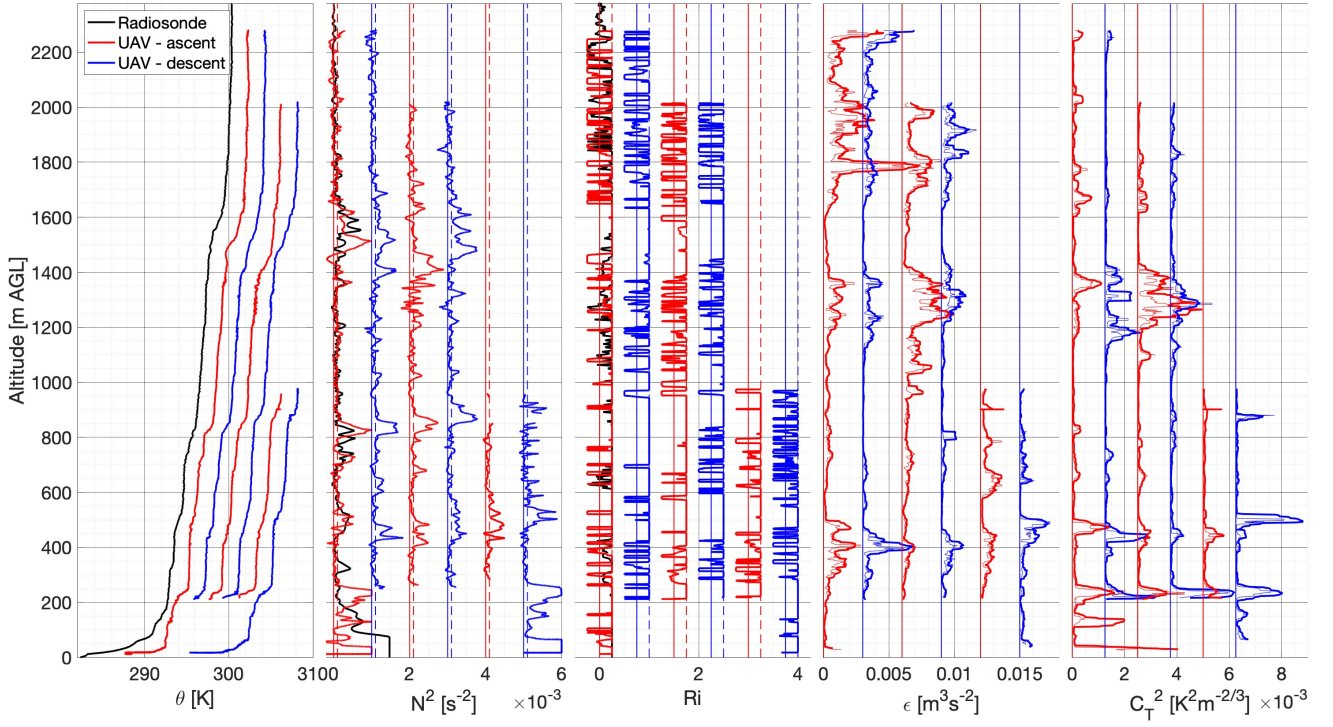 Radiosonde
UAV - ascent
UAV - descent
Altitude [m AGL]
2200
2000
1800
1600
1400
1200
1000
800
600
400
200
0
290 300 310
θ [K]
0 2 4 6
N² [s⁻²] ×10⁻³
0 2 4
Ri
0 0.005 0.01 0.015
ϵ [m³s⁻²]
0 2 4 6 8
C_T² [K²m⁻²/³] ×10⁻³